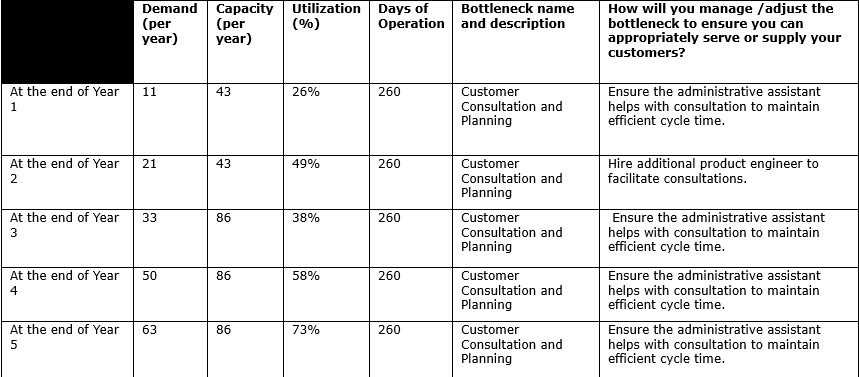 Demand (per year) Capacity (per year) Utilization (%) Days of Operation Bottleneck name and description How will you manage /adjust the bottleneck to ensure you can appropriately serve or supply your customers?
At the end of Year 1 11 43 26% 260 Customer Consultation and Planning Ensure the administrative assistant helps with consultation to maintain efficient cycle time.
At the end of Year 2 21 43 49% 260 Customer Consultation and Planning Hire additional product engineer to facilitate consultations.
At the end of Year 3 33 86 38% 260 Customer Consultation and Planning Ensure the administrative assistant helps with consultation to maintain efficient cycle time.
At the end of Year 4 50 86 58% 260 Customer Consultation and Planning Ensure the administrative assistant helps with consultation to maintain efficient cycle time.
At the end of Year 5 63 86 73% 260 Customer Consultation and Planning Ensure the administrative assistant helps with consultation to maintain efficient cycle time.